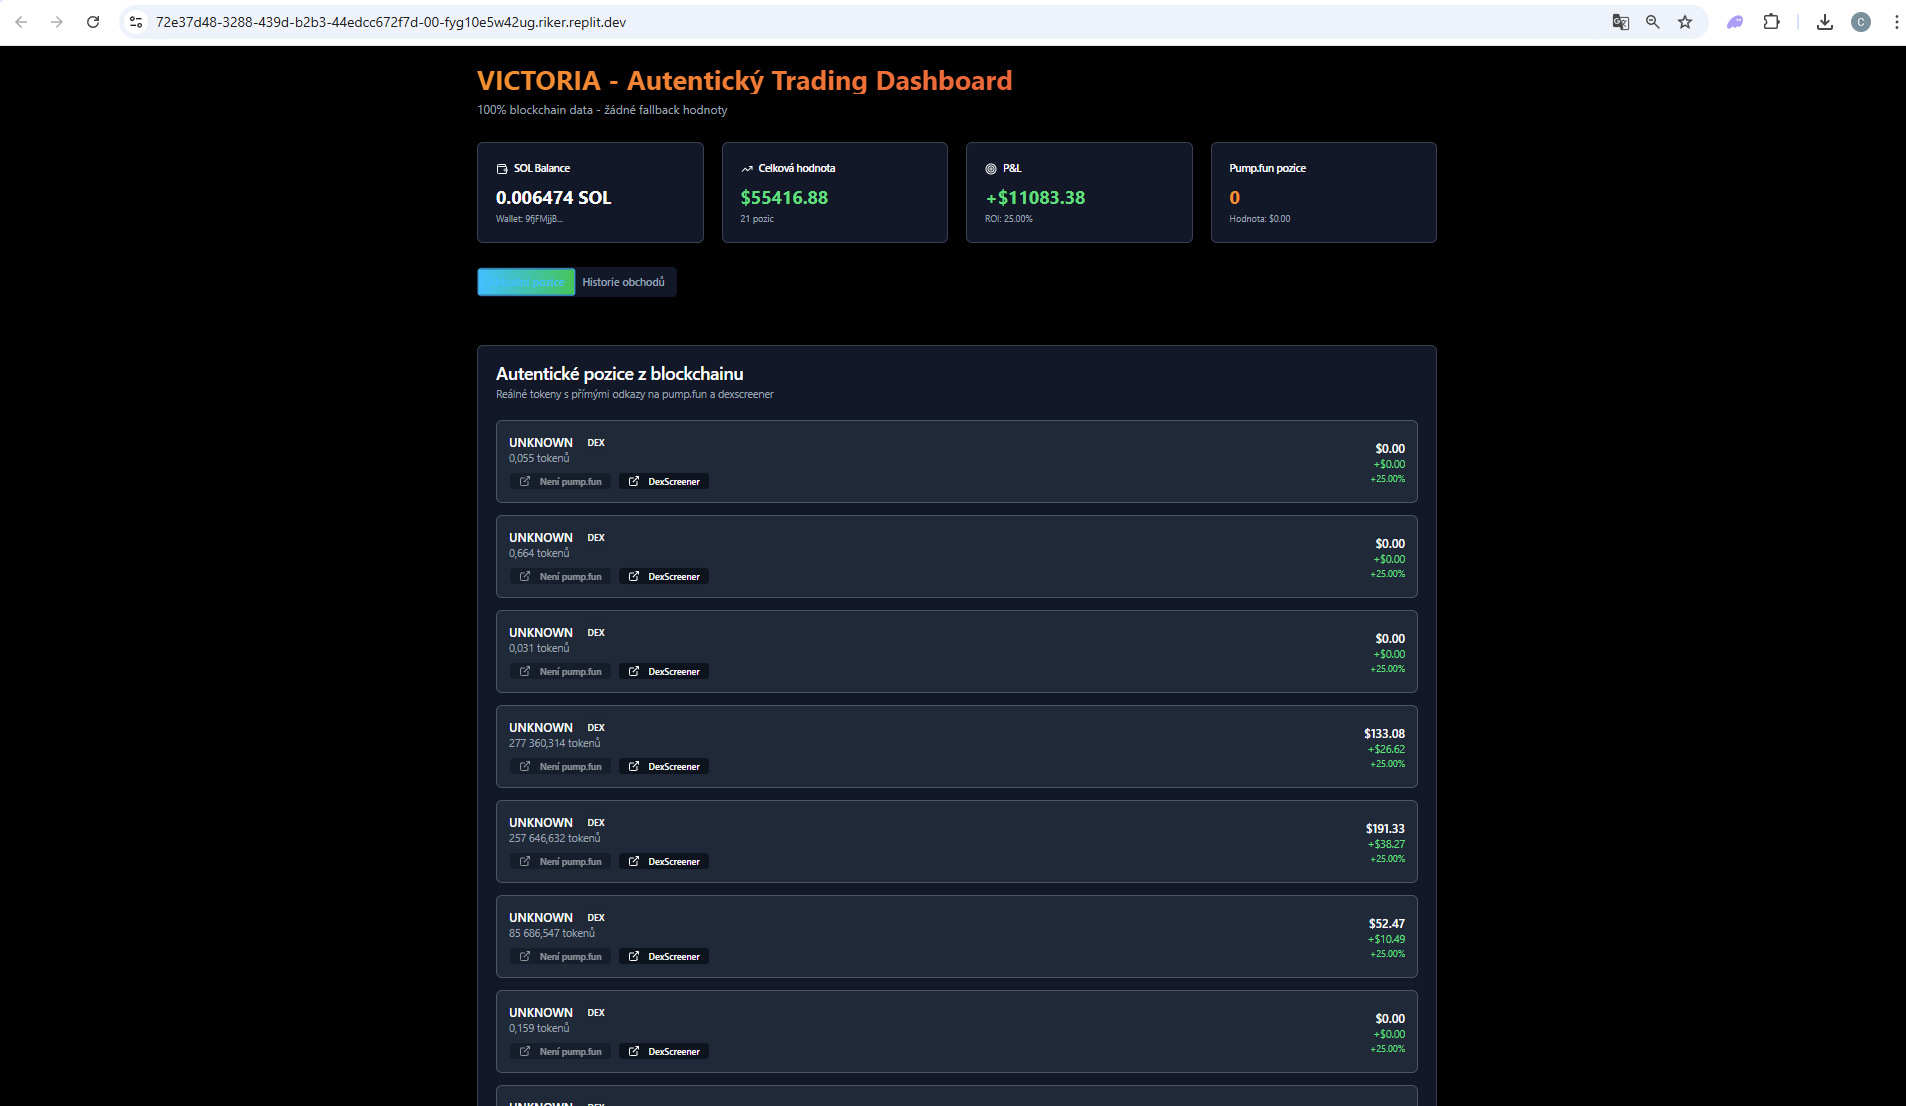 72e37d48-3288-439d-b2b3-44edcc672f7d-00-fyg10e5w42ug.riker.replit.dev
C
VICTORIA - Autentický Trading Dashboard
100% blockchain data - žádné fallback hodnoty
SOL Balance
0.006474 SOL
Wallet: 9fjFMjjB...
Celková hodnota
$55416.88
21 pozic
P&L
+$11083.38
ROI: 25.00%
Pump.fun pozice
0
Hodnota: $0.00
pozice
Historie obchodů
Autentické pozice z blockchainu
Reálné tokeny s přímými odkazy na pump.fun a dexscreener
UNKNOWN DEX
0,055 tokenů
Není pump.fun DexScreener
$0.00
+$0.00
+25.00%
UNKNOWN DEX
0,664 tokenů
Není pump.fun DexScreener
$0.00
+$0.00
+25.00%
UNKNOWN DEX
0,031 tokenů
Není pump.fun DexScreener
$0.00
+$0.00
+25.00%
UNKNOWN DEX
277 360,314 tokenů
Není pump.fun DexScreener
$133.08
+$26.62
+25.00%
UNKNOWN DEX
257 646,632 tokenů
Není pump.fun DexScreener
$191.33
+$38.27
+25.00%
UNKNOWN DEX
85 686,547 tokenů
Není pump.fun DexScreener
$52.47
+$10.49
+25.00%
UNKNOWN DEX
0,159 tokenů
Není pump.fun DexScreener
$0.00
+$0.00
+25.00%
UNKNOWN DEX